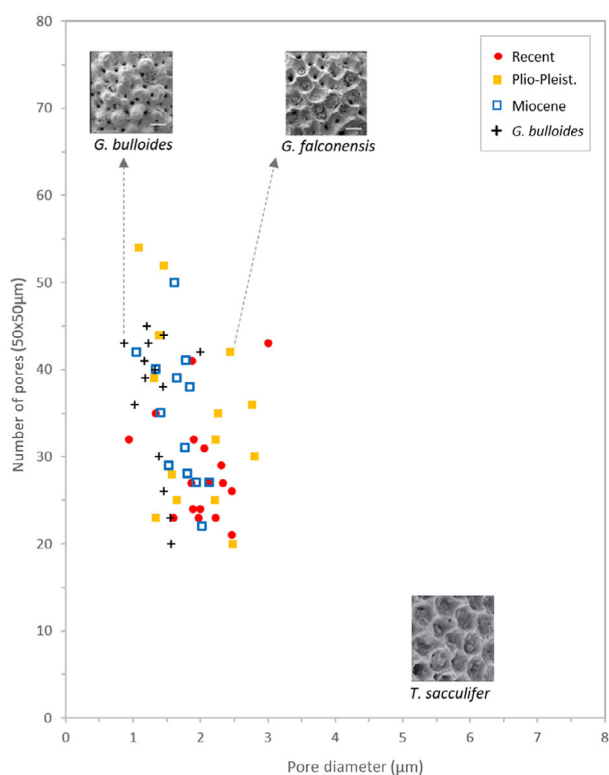 80
70
60
50
40
30
20
10
0
Number of pores (50x50µm)
G. bulloides
G. falconensis
Recent
Plio-Pleist.
Miocene
G. bulloides
T. sacculifer
0 1 2 3 4 5 6 7 8
Pore diameter (µm)